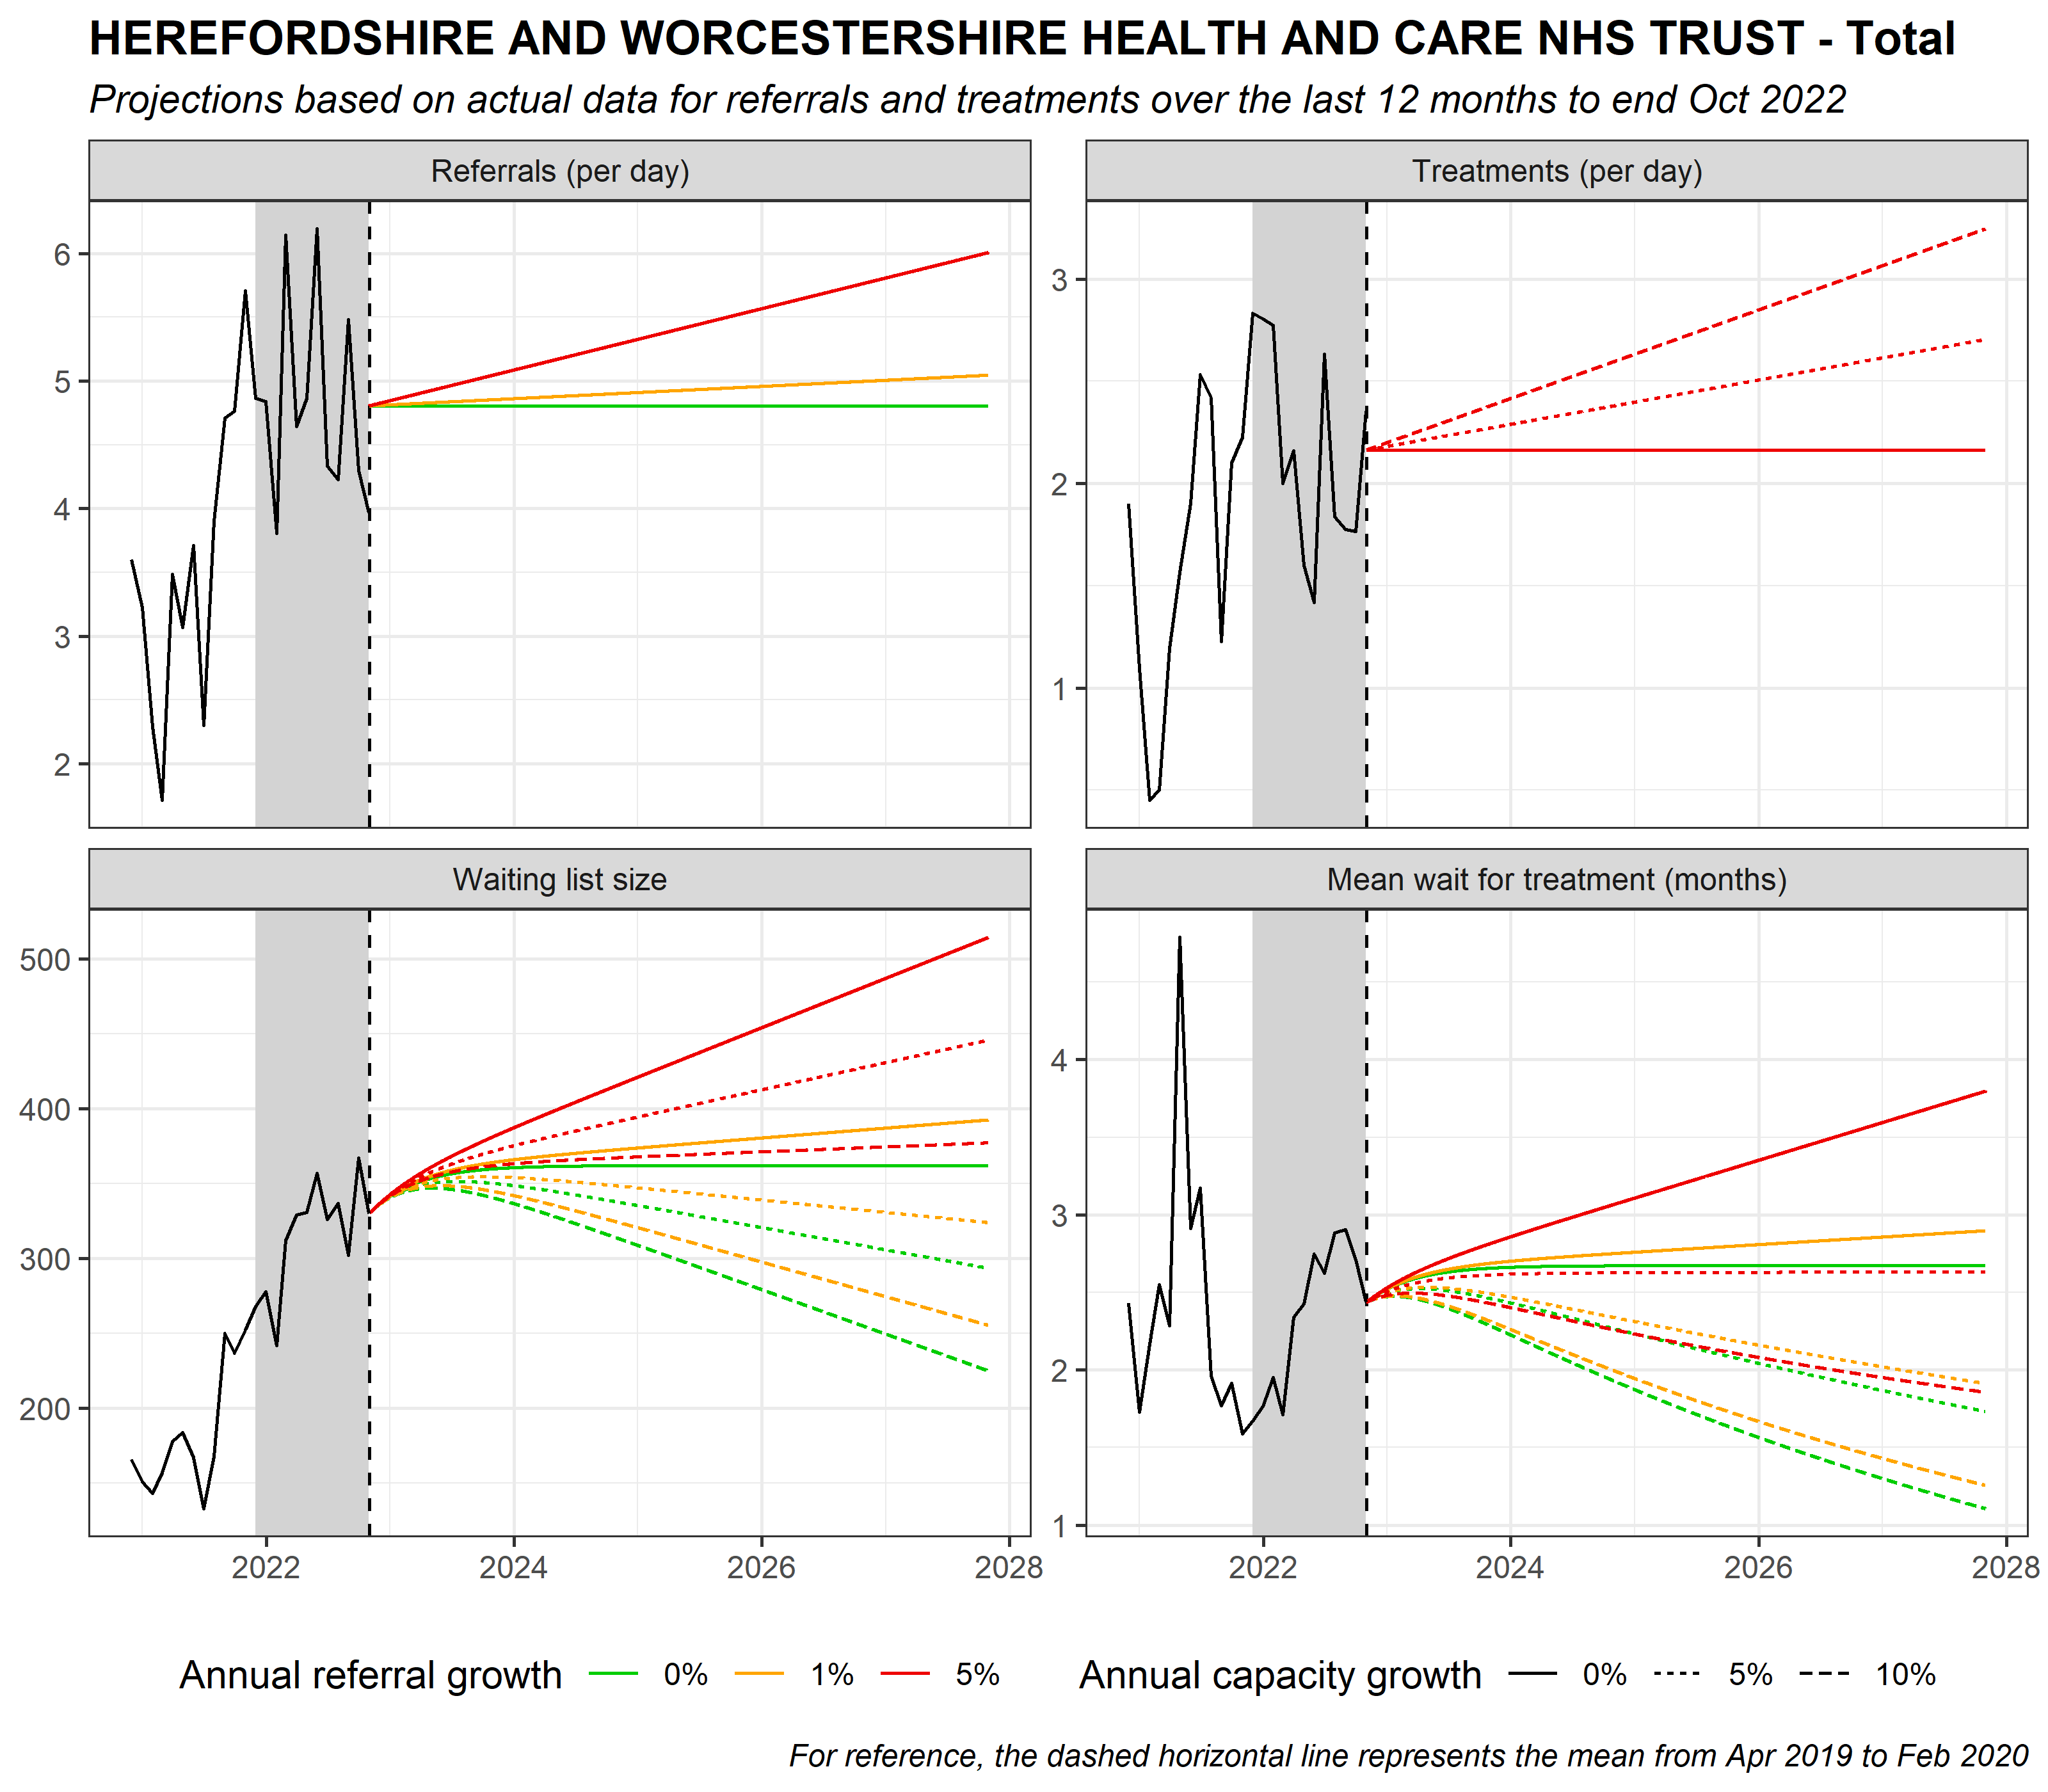 HEREFORDSHIRE AND WORCESTERSHIRE HEALTH AND CARE NHS TRUST - Total
Projections based on actual data for referrals and treatments over the last 12 months to end Oct 2022
Referrals (per day)
6
5
4
3
2
Treatments (per day)
3
2
1
Waiting list size
500
400
300
200
2022 2024 2026 2028
Mean wait for treatment (months)
4
3
2
1
2022 2024 2026 2028
Annual referral growth 0% 1% 5%
Annual capacity growth 0% 5% 10%
For reference, the dashed horizontal line represents the mean from Apr 2019 to Feb 2020